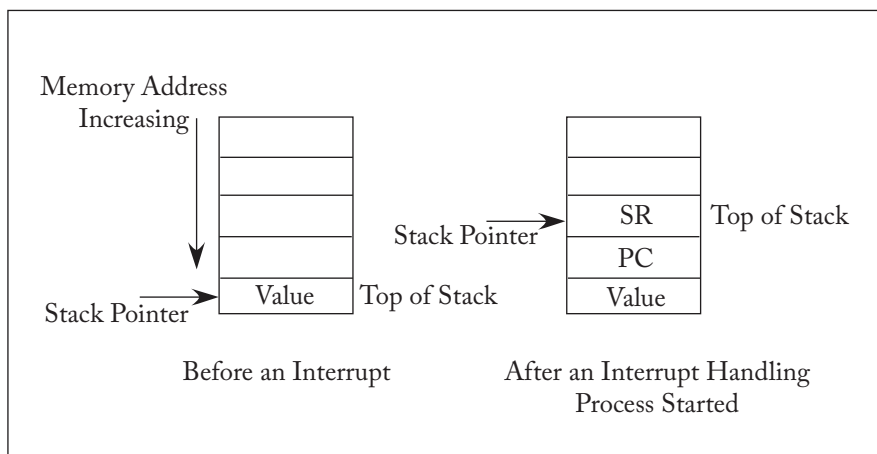 Memory Address
Increasing
Stack Pointer
Value
Top of Stack
Before an Interrupt
Stack Pointer
SR
Top of Stack
PC
Value
After an Interrupt Handling
Process Started